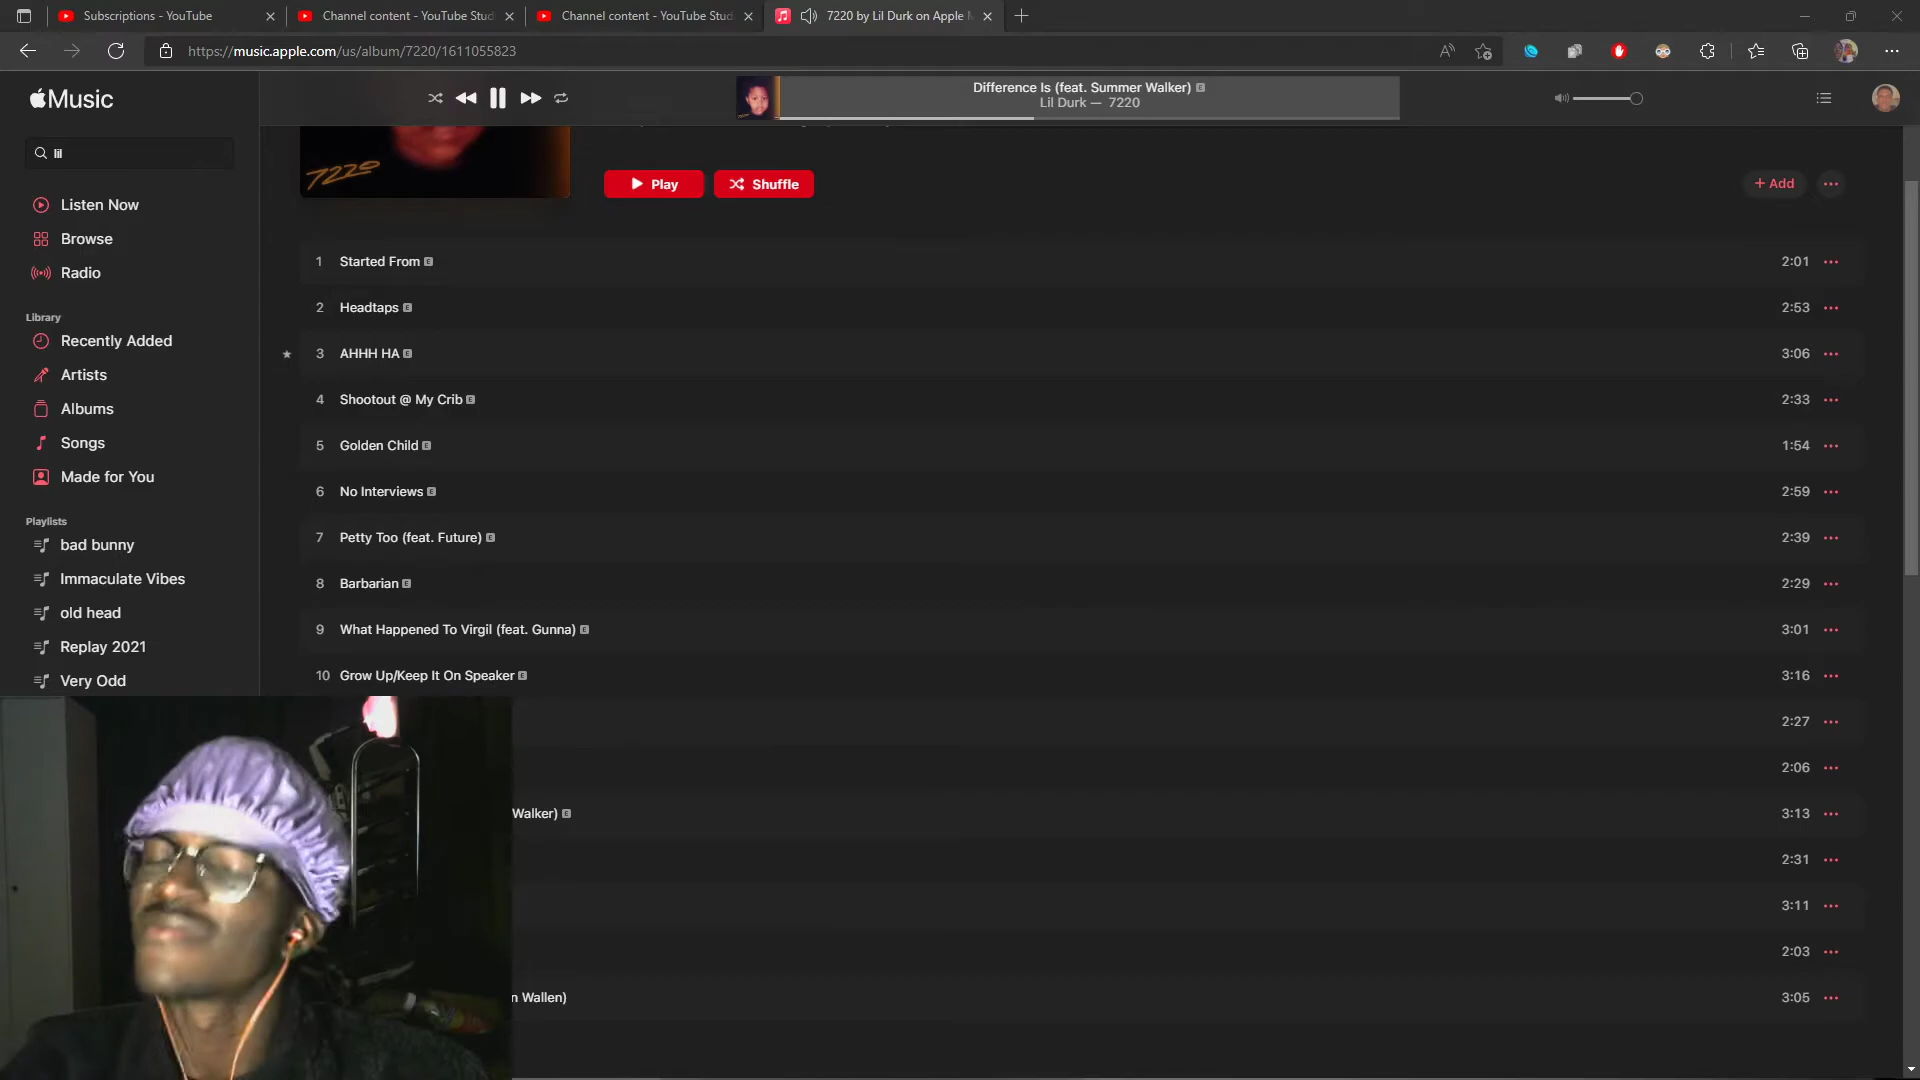 Subscriptions - YouTube
Channel content - YouTube Stud
Channel content - YouTube Stud
7220 by Lil Durk on Apple M
https://music.apple.com/us/album/7220/1611055823
Music
Difference Is (feat. Summer Walker) E
Lil Durk — 7220
lil
7220
Play
Shuffle
+ Add
Listen Now
Browse
Radio
Library
Recently Added
Artists
Albums
Songs
Made for You
Playlists
bad bunny
Immaculate Vibes
old head
Replay 2021
Very Odd
1 Started From E 2:01
2 Headtaps E 2:53
3 AHHH HA E 3:06
4 Shootout @ My Crib E 2:33
5 Golden Child E 1:54
6 No Interviews E 2:59
7 Petty Too (feat. Future) E 2:39
8 Barbarian E 2:29
9 What Happened To Virgil (feat. Gunna) E 3:01
10 Grow Up/Keep It On Speaker E 3:16
2:27
2:06
Walker) E 3:13
2:31
3:11
2:03
n Wallen) 3:05